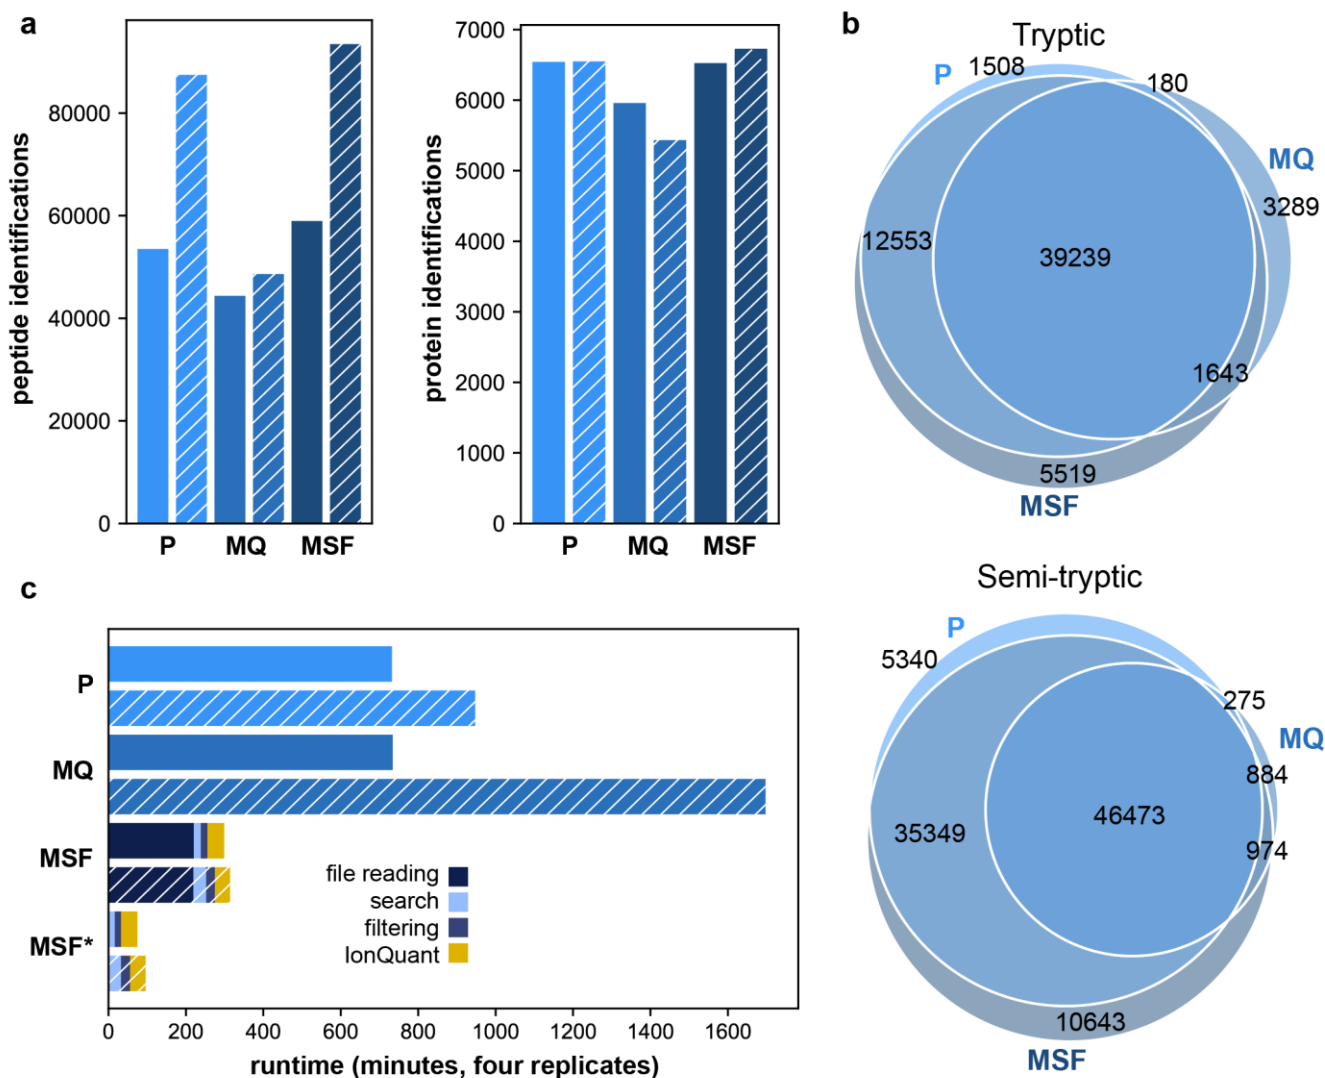 a
peptide identifications
80000
60000
40000
20000
0
P MQ MSF
protein identifications
7000
6000
5000
4000
3000
2000
1000
0
P MQ MSF
b
Tryptic
P
1508
180
MQ
3289
12553
39239
1643
5519
MSF
Semi-tryptic
P
5340
275
MQ
884
46473
35349
974
10643
MSF
c
P
MQ
MSF
MSF*
file reading
search
filtering
IonQuant
0 200 400 600 800 1000 1200 1400 1600
runtime (minutes, four replicates)